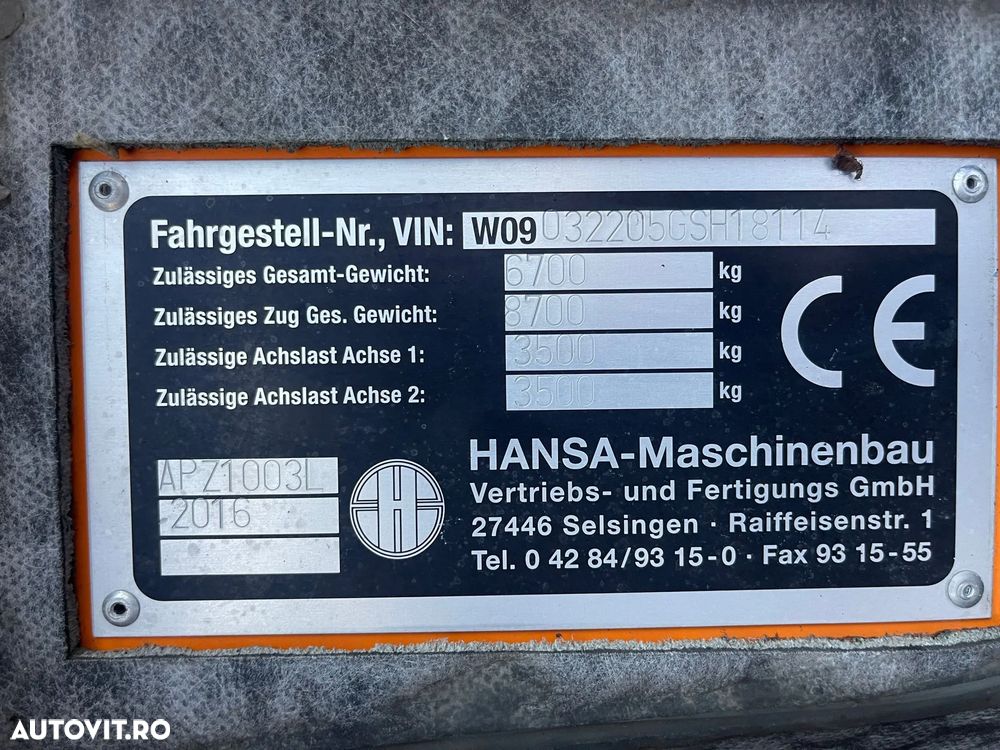 Fahrgestell-Nr., VIN: W09032205GSH18114
Zulässiges Gesamt-Gewicht: 6700 kg
Zulässiges Zug Ges. Gewicht: 8700 kg
Zulässige Achslast Achse 1: 3500 kg
Zulässige Achslast Achse 2: 3500 kg
CE
APZ1003L
2016
H
HANSA-Maschinenbau
Vertriebs- und Fertigungs GmbH
27446 Selsingen · Raiffeisenstr. 1
Tel. 0 42 84/93 15-0 · Fax 93 15-55
AUTOVIT.RO